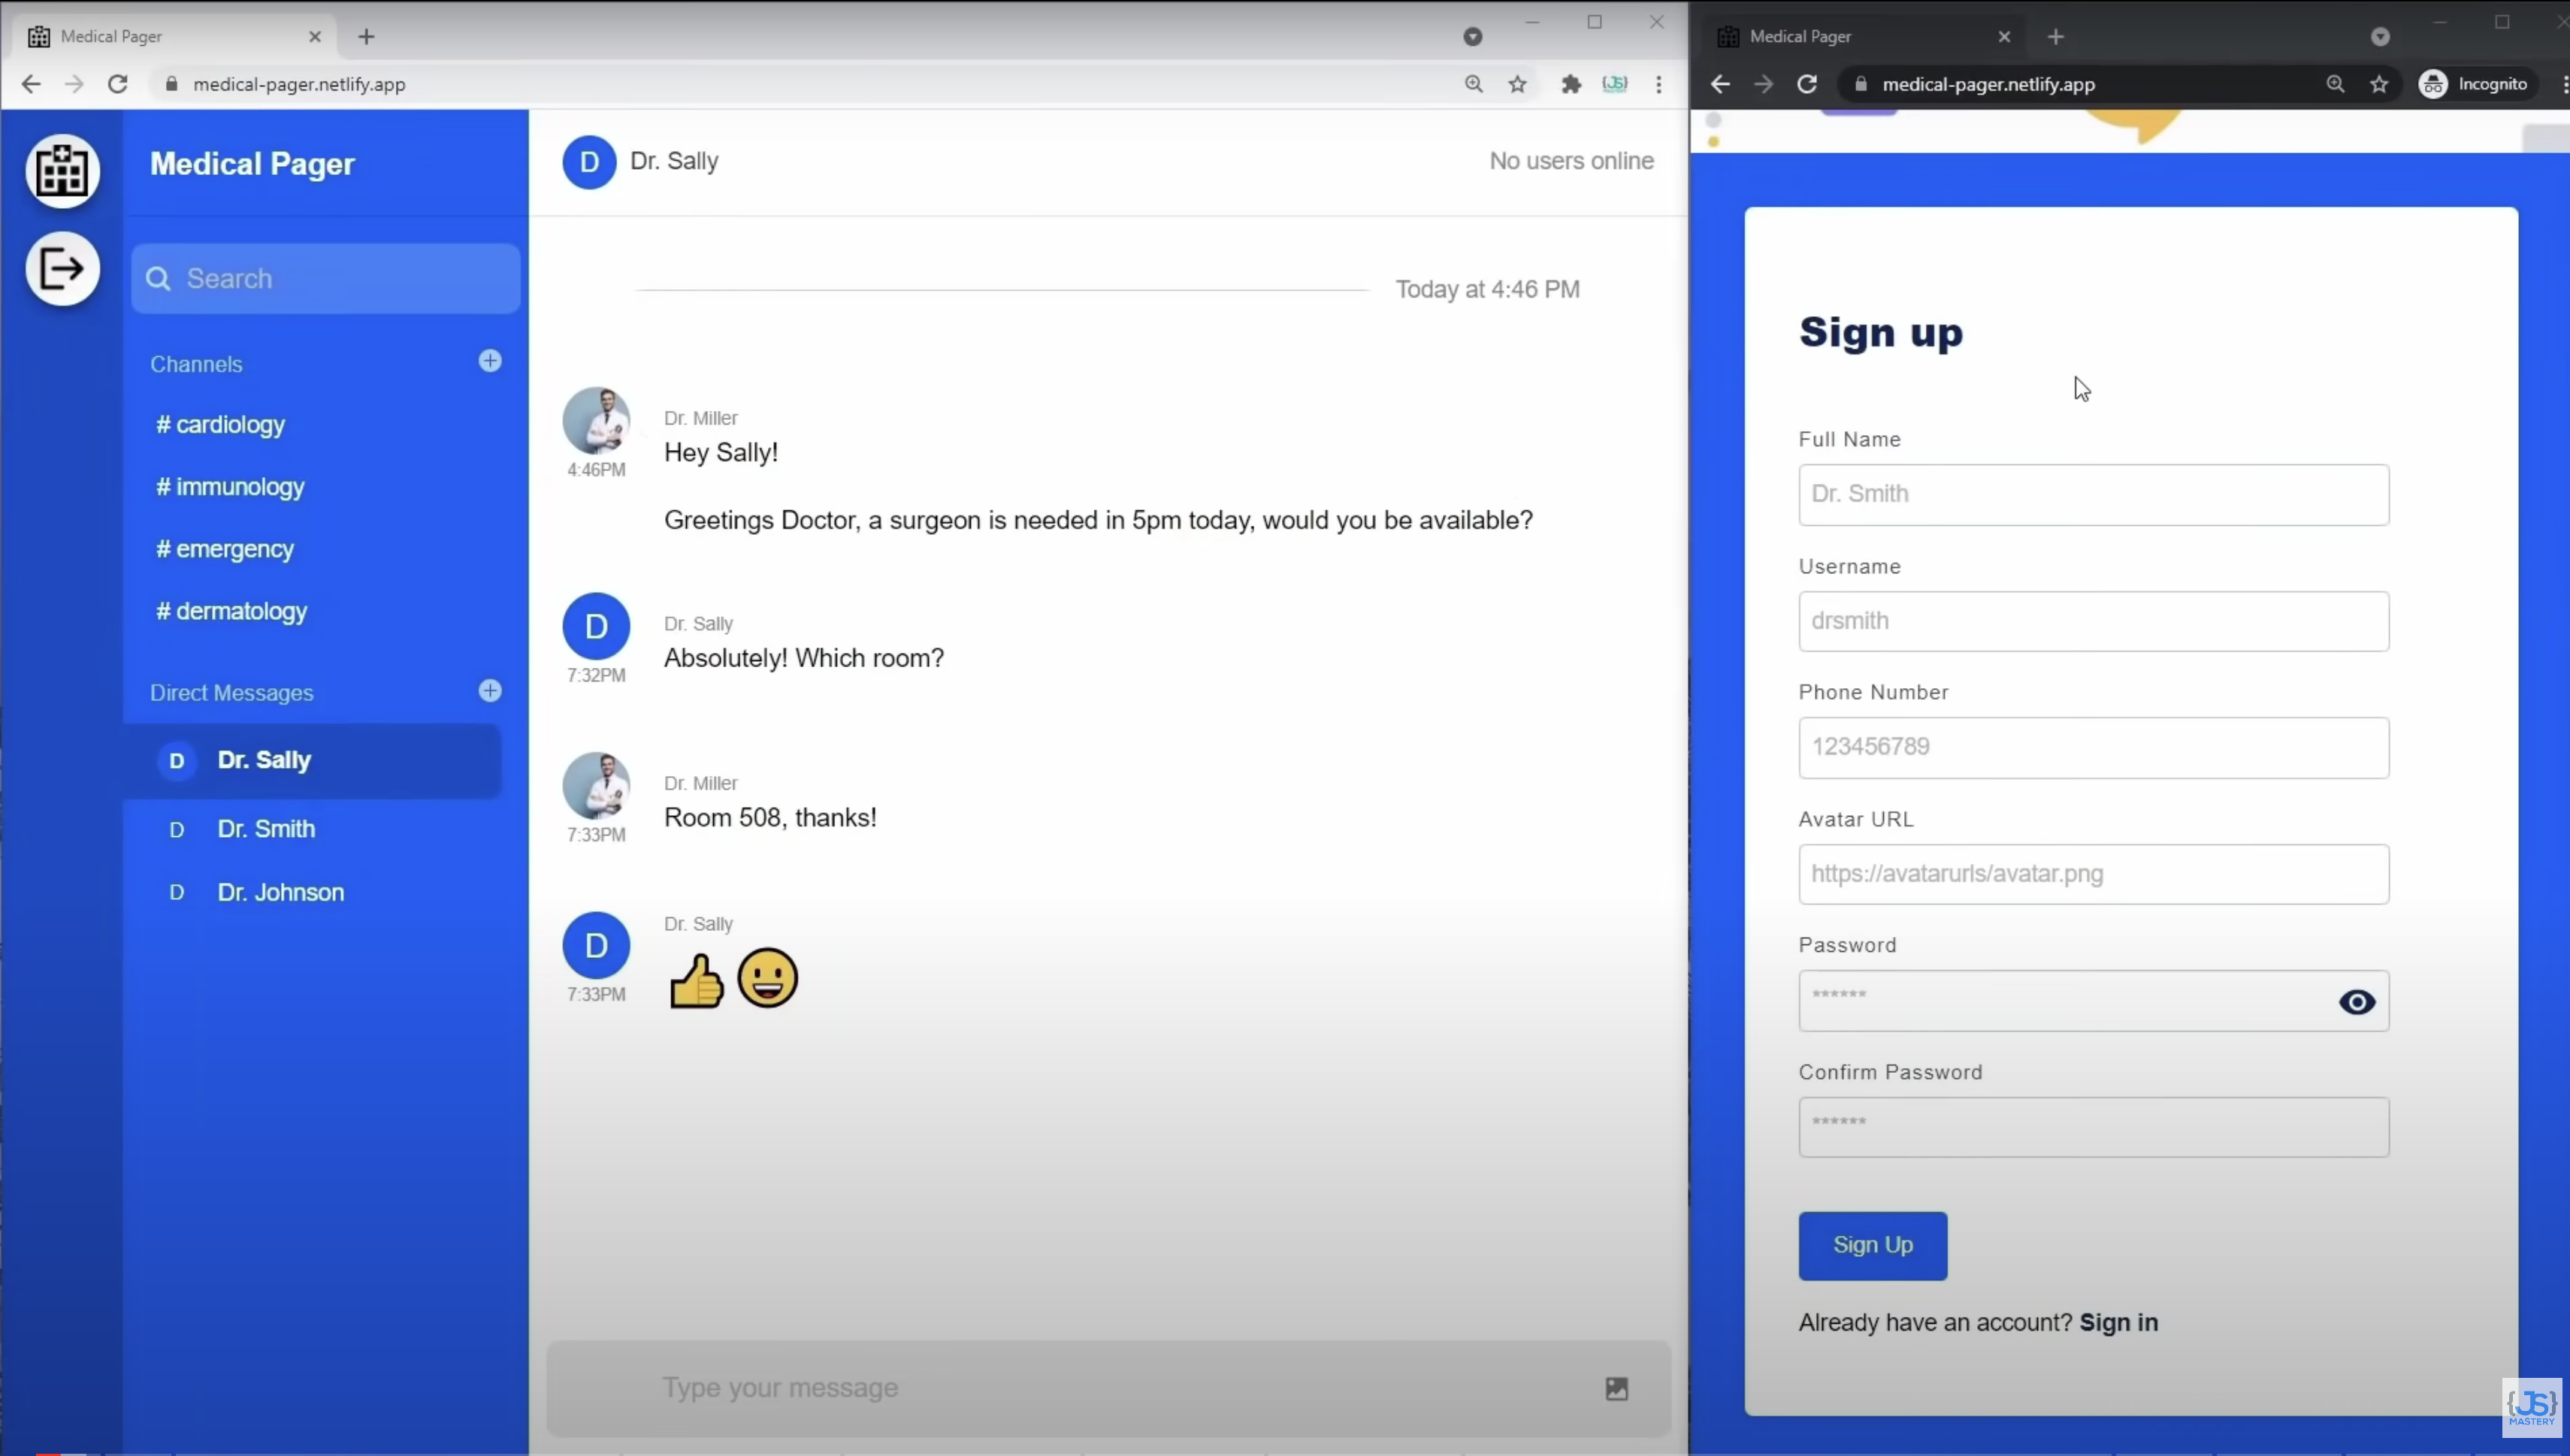 Medical Pager
medical-pager.netlify.app
{JS}
Medical Pager
Search
Channels
# cardiology
# immunology
# emergency
# dermatology
Direct Messages
D Dr. Sally
D Dr. Smith
D Dr. Johnson
D Dr. Sally
No users online
Today at 4:46 PM
Dr. Miller
Hey Sally!
4:46PM
Greetings Doctor, a surgeon is needed in 5pm today, would you be available?
D
Dr. Sally
Absolutely! Which room?
7:32PM
Dr. Miller
Room 508, thanks!
7:33PM
D
Dr. Sally
7:33PM
Type your message
Medical Pager
medical-pager.netlify.app
Incognito
Sign up
Full Name
Dr. Smith
Username
drsmith
Phone Number
123456789
Avatar URL
https://avatarurls/avatar.png
Password
******
Confirm Password
******
Sign Up
Already have an account? Sign in
{JS}
MASTERY